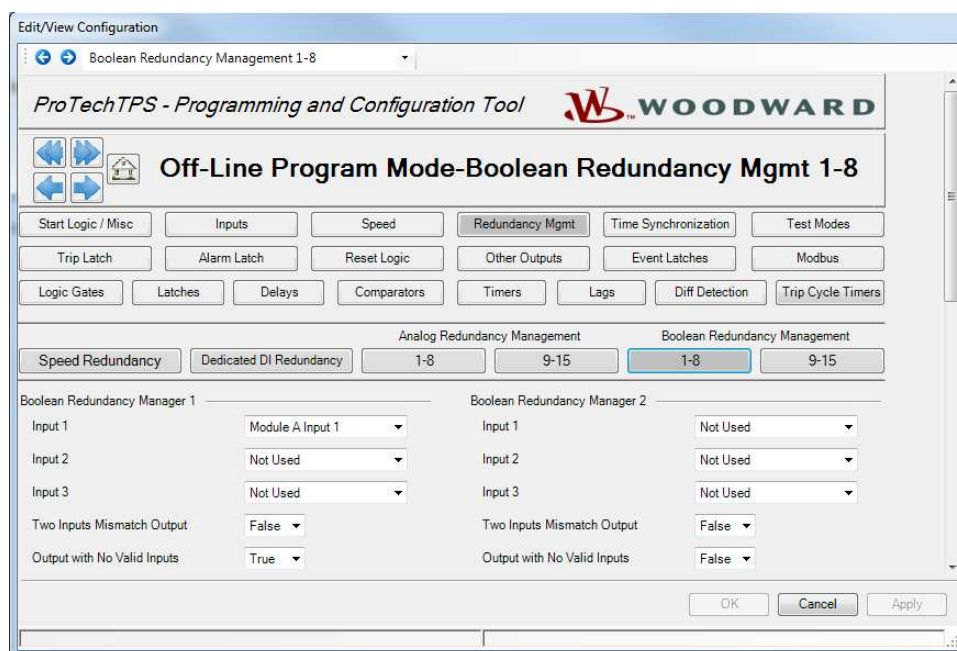 Edit/View Configuration
Boolean Redundancy Management 1-8
ProTechTPS - Programming and Configuration Tool
WOODWARD
Off-Line Program Mode-Boolean Redundancy Mgmt 1-8
Start Logic / Misc Inputs Speed Redundancy Mgmt Time Synchronization Test Modes
Trip Latch Alarm Latch Reset Logic Other Outputs Event Latches Modbus
Logic Gates Latches Delays Comparators Timers Lags Diff Detection Trip Cycle Timers
Analog Redundancy Management Boolean Redundancy Management
Speed Redundancy Dedicated DI Redundancy 1-8 9-15 1-8 9-15
Boolean Redundancy Manager 1 Boolean Redundancy Manager 2
Input 1 Module A Input 1 Input 1 Not Used
Input 2 Not Used Input 2 Not Used
Input 3 Not Used Input 3 Not Used
Two Inputs Mismatch Output False Two Inputs Mismatch Output False
Output with No Valid Inputs True Output with No Valid Inputs False
OK Cancel Apply